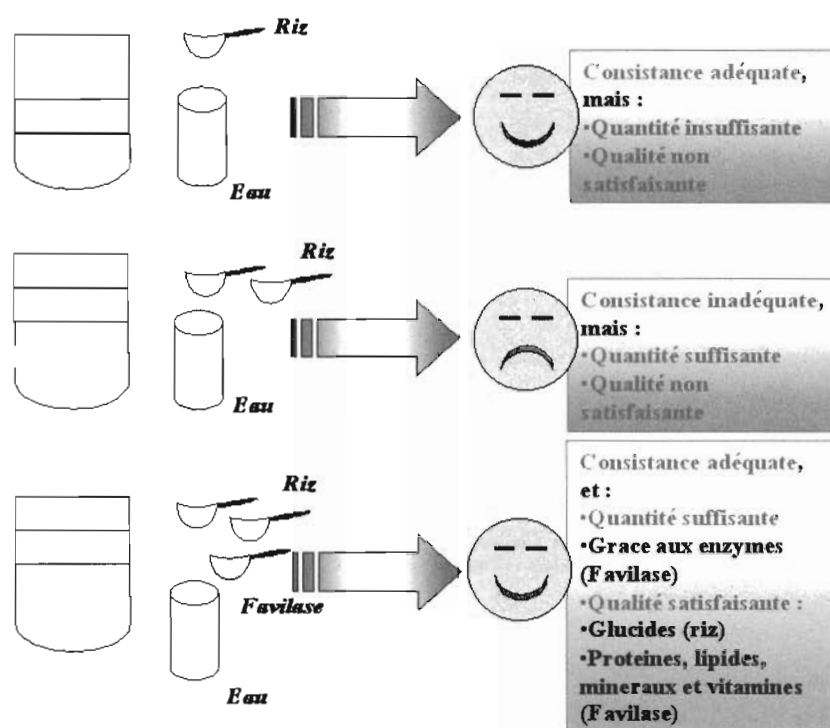 Riz
Eau
Consistance adéquate,
mais :
•Quantité insuffisante
•Qualité non
satisfaisante
Riz
Eau
Consistance inadéquate,
mais :
•Quantité suffisante
•Qualité non
satisfaisante
Riz
Favilase
Eau
Consistance adéquate,
et :
•Quantité suffisante
•Grace aux enzymes
(Favilase)
•Qualité satisfaisante :
•Glucides (riz)
•Proteines, lipides,
mineraux et vitamines
(Favilase)